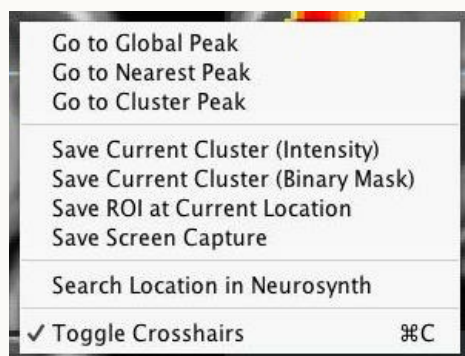 Go to Global Peak
Go to Nearest Peak
Go to Cluster Peak
Save Current Cluster (Intensity)
Save Current Cluster (Binary Mask)
Save ROI at Current Location
Save Screen Capture
Search Location in Neurosynth
✓ Toggle Crosshairs ⌘C